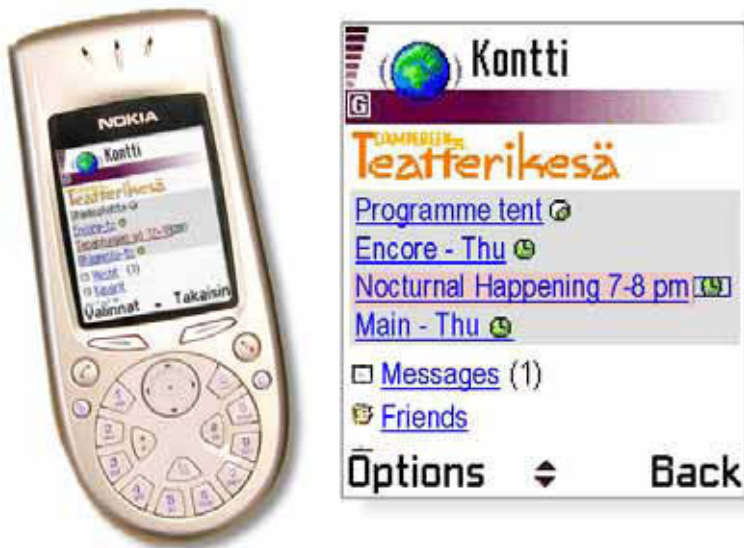 NOKIA
Kontti
Teatterikesä
Valinnat
Takaisin
Kontti
G
TAMPEREEN
Teatterikesä
Programme tent
Encore - Thu
Nocturnal Happening 7-8 pm
Main - Thu
Messages (1)
Friends
Options Back